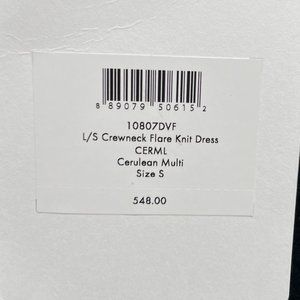 8 89079 50615 2
10807DVF
L/S Crewneck Flare Knit Dress
CERML
Cerulean Multi
Size S
548.00